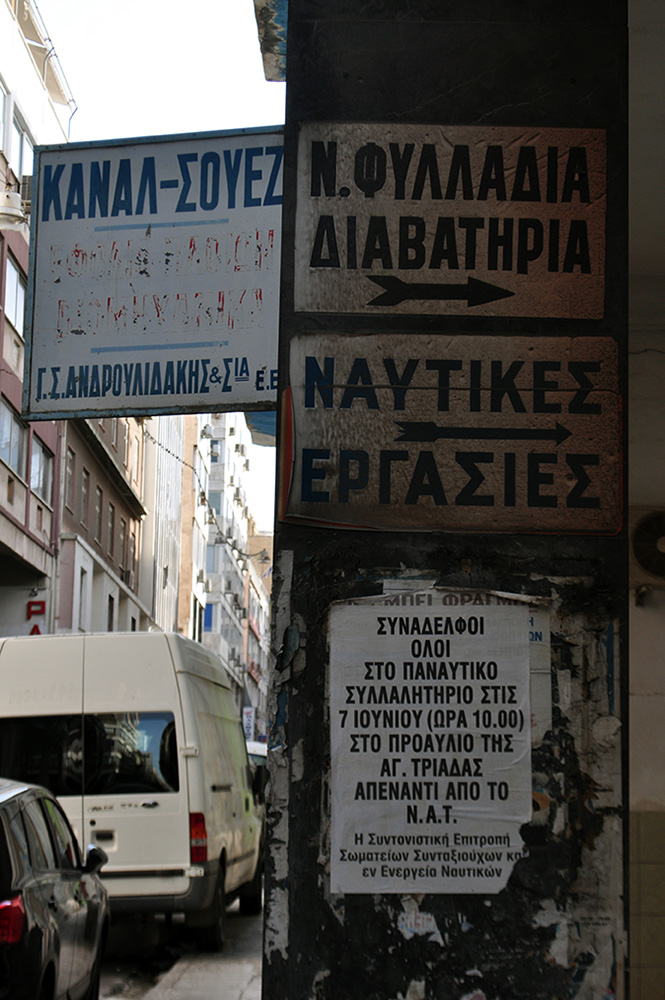 ΚΑΝΑΛ-ΣΟΥΕΖ
Γ.Σ.ΑΝΔΡΟΥΛΙΔΑΚΗΣ & ΣΙΑ Ε.Ε
Ν. ΦΥΛΛΑΔΙΑ
ΔΙΑΒΑΤΗΡΙΑ
ΝΑΥΤΙΚΕΣ
ΕΡΓΑΣΙΕΣ
ΣΥΝΑΔΕΛΦΟΙ
ΟΛΟΙ
ΣΤΟ ΠΑΝΑΥΤΙΚΟ
ΣΥΛΛΑΛΗΤΗΡΙΟ ΣΤΙΣ
7 ΙΟΥΝΙΟΥ (ΩΡΑ 10.00)
ΣΤΟ ΠΡΟΑΥΛΙΟ ΤΗΣ
ΑΓ. ΤΡΙΑΔΑΣ
ΑΠΕΝΑΝΤΙ ΑΠΟ ΤΟ
Ν.Α.Τ.
Η Συντονιστική Επιτροπή
Σωματείων Συνταξιούχων και
εν Ενεργεία Ναυτικών